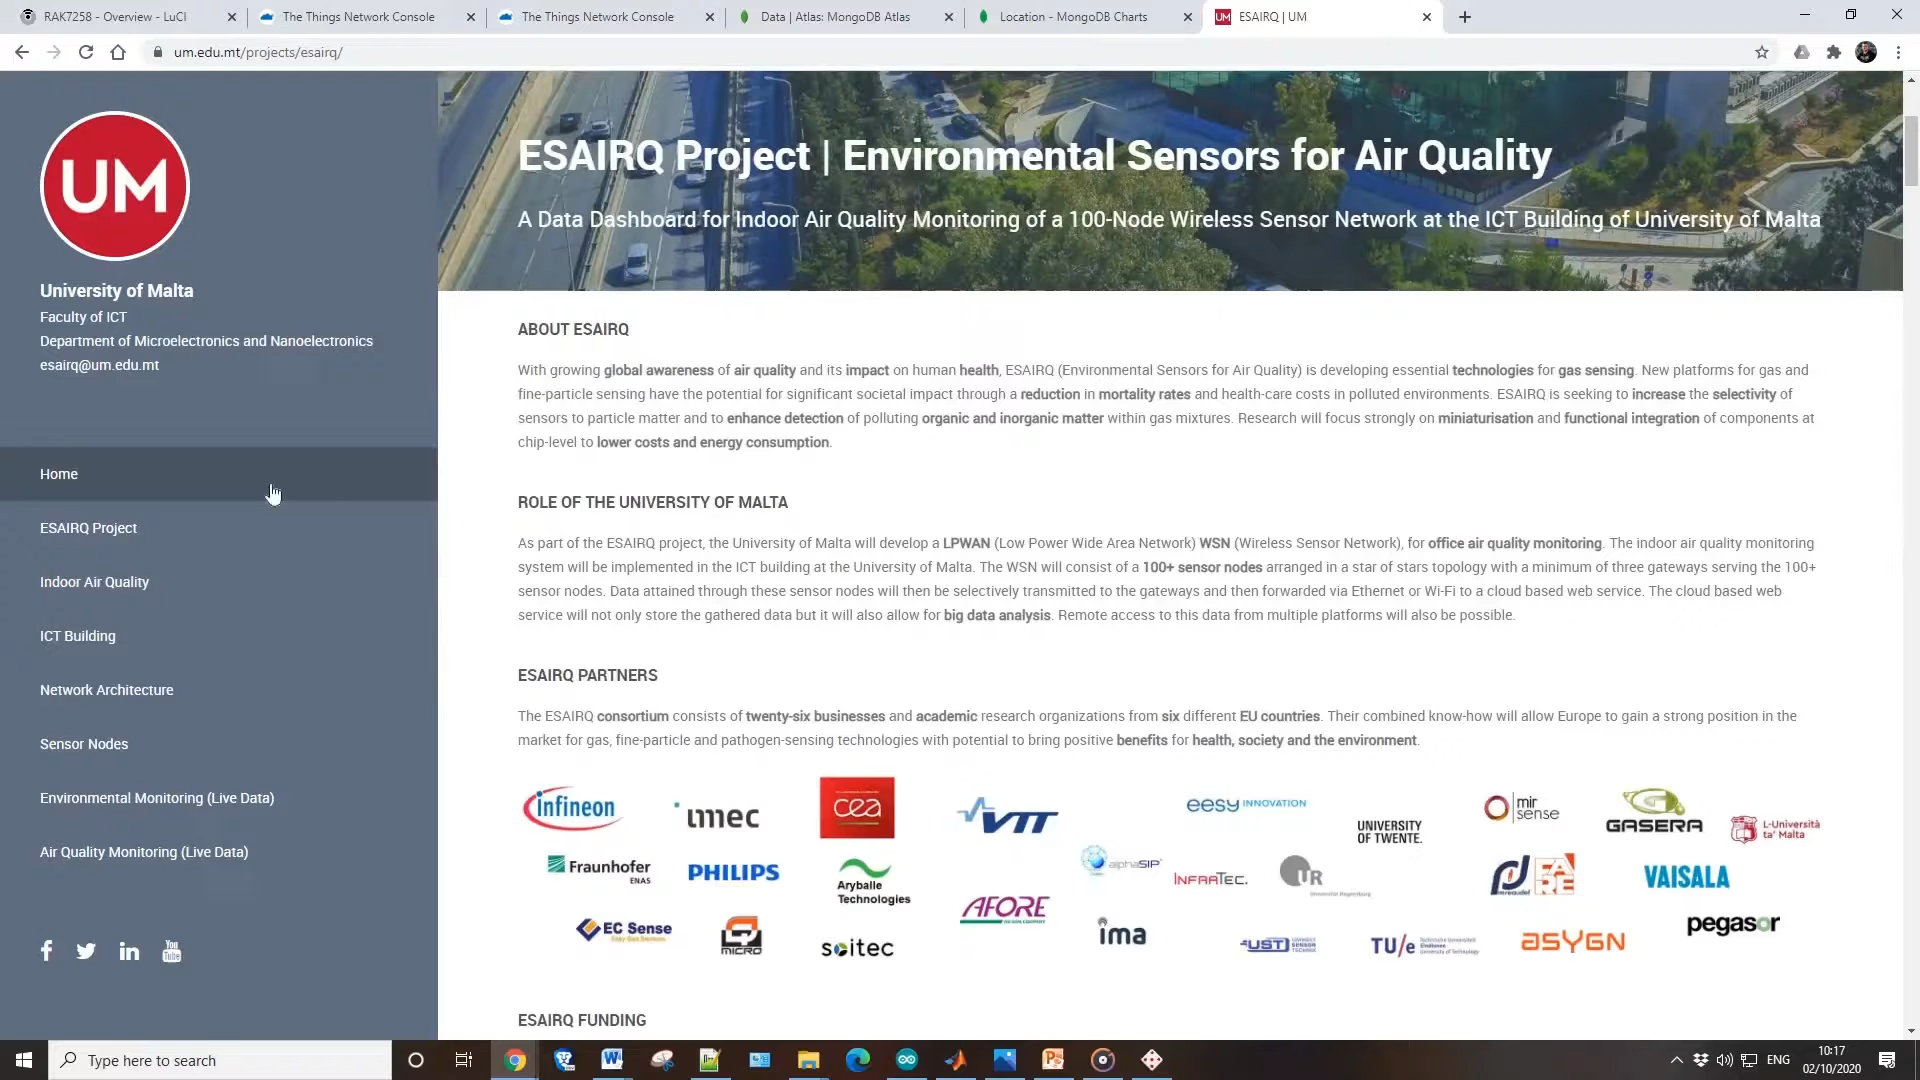 RAK7258 - Overview - LuCI
The Things Network Console
The Things Network Console
Data | Atlas: MongoDB Atlas
Location - MongoDB Charts
UM
ESAIRQ | UM
um.edu.mt/projects/esairq/
UM
University of Malta
Faculty of ICT
Department of Microelectronics and Nanoelectronics
esairq@um.edu.mt
Home
ESAIRQ Project
Indoor Air Quality
ICT Building
Network Architecture
Sensor Nodes
Environmental Monitoring (Live Data)
Air Quality Monitoring (Live Data)
You
Tube
ESAIRQ Project | Environmental Sensors for Air Quality
A Data Dashboard for Indoor Air Quality Monitoring of a 100-Node Wireless Sensor Network at the ICT Building of University of Malta
ABOUT ESAIRQ
With growing global awareness of air quality and its impact on human health, ESAIRQ (Environmental Sensors for Air Quality) is developing essential technologies for gas sensing. New platforms for gas and
fine-particle sensing have the potential for significant societal impact through a reduction in mortality rates and health-care costs in polluted environments. ESAIRQ is seeking to increase the selectivity of
sensors to particle matter and to enhance detection of polluting organic and inorganic matter within gas mixtures. Research will focus strongly on miniaturisation and functional integration of components at
chip-level to lower costs and energy consumption.
ROLE OF THE UNIVERSITY OF MALTA
As part of the ESAIRQ project, the University of Malta will develop a LPWAN (Low Power Wide Area Network) WSN (Wireless Sensor Network), for office air quality monitoring. The indoor air quality monitoring
system will be implemented in the ICT building at the University of Malta. The WSN will consist of a 100+ sensor nodes arranged in a star of stars topology with a minimum of three gateways serving the 100+
sensor nodes. Data attained through these sensor nodes will then be selectively transmitted to the gateways and then forwarded via Ethernet or Wi-Fi to a cloud based web service. The cloud based web
service will not only store the gathered data but it will also allow for big data analysis. Remote access to this data from multiple platforms will also be possible.
ESAIRQ PARTNERS
The ESAIRQ consortium consists of twenty-six businesses and academic research organizations from six different EU countries. Their combined know-how will allow Europe to gain a strong position in the
market for gas, fine-particle and pathogen-sensing technologies with potential to bring positive benefits for health, society and the environment.
infineon
imec
cea
VTT
eesy INNOVATION
UNIVERSITY
OF TWENTE.
mir
sense
GASERA
L-Università
ta' Malta
Fraunhofer
ENAS
PHILIPS
Aryballe
Technologies
alphaSIP
INFRATEC.
UR
FARE
VAISALA
EC Sense
MICRO
soitec
AFORE
ima
UST
TU/e
ASYGN
pegasor
ESAIRQ FUNDING
Type here to search
ENG
10:17
02/10/2020